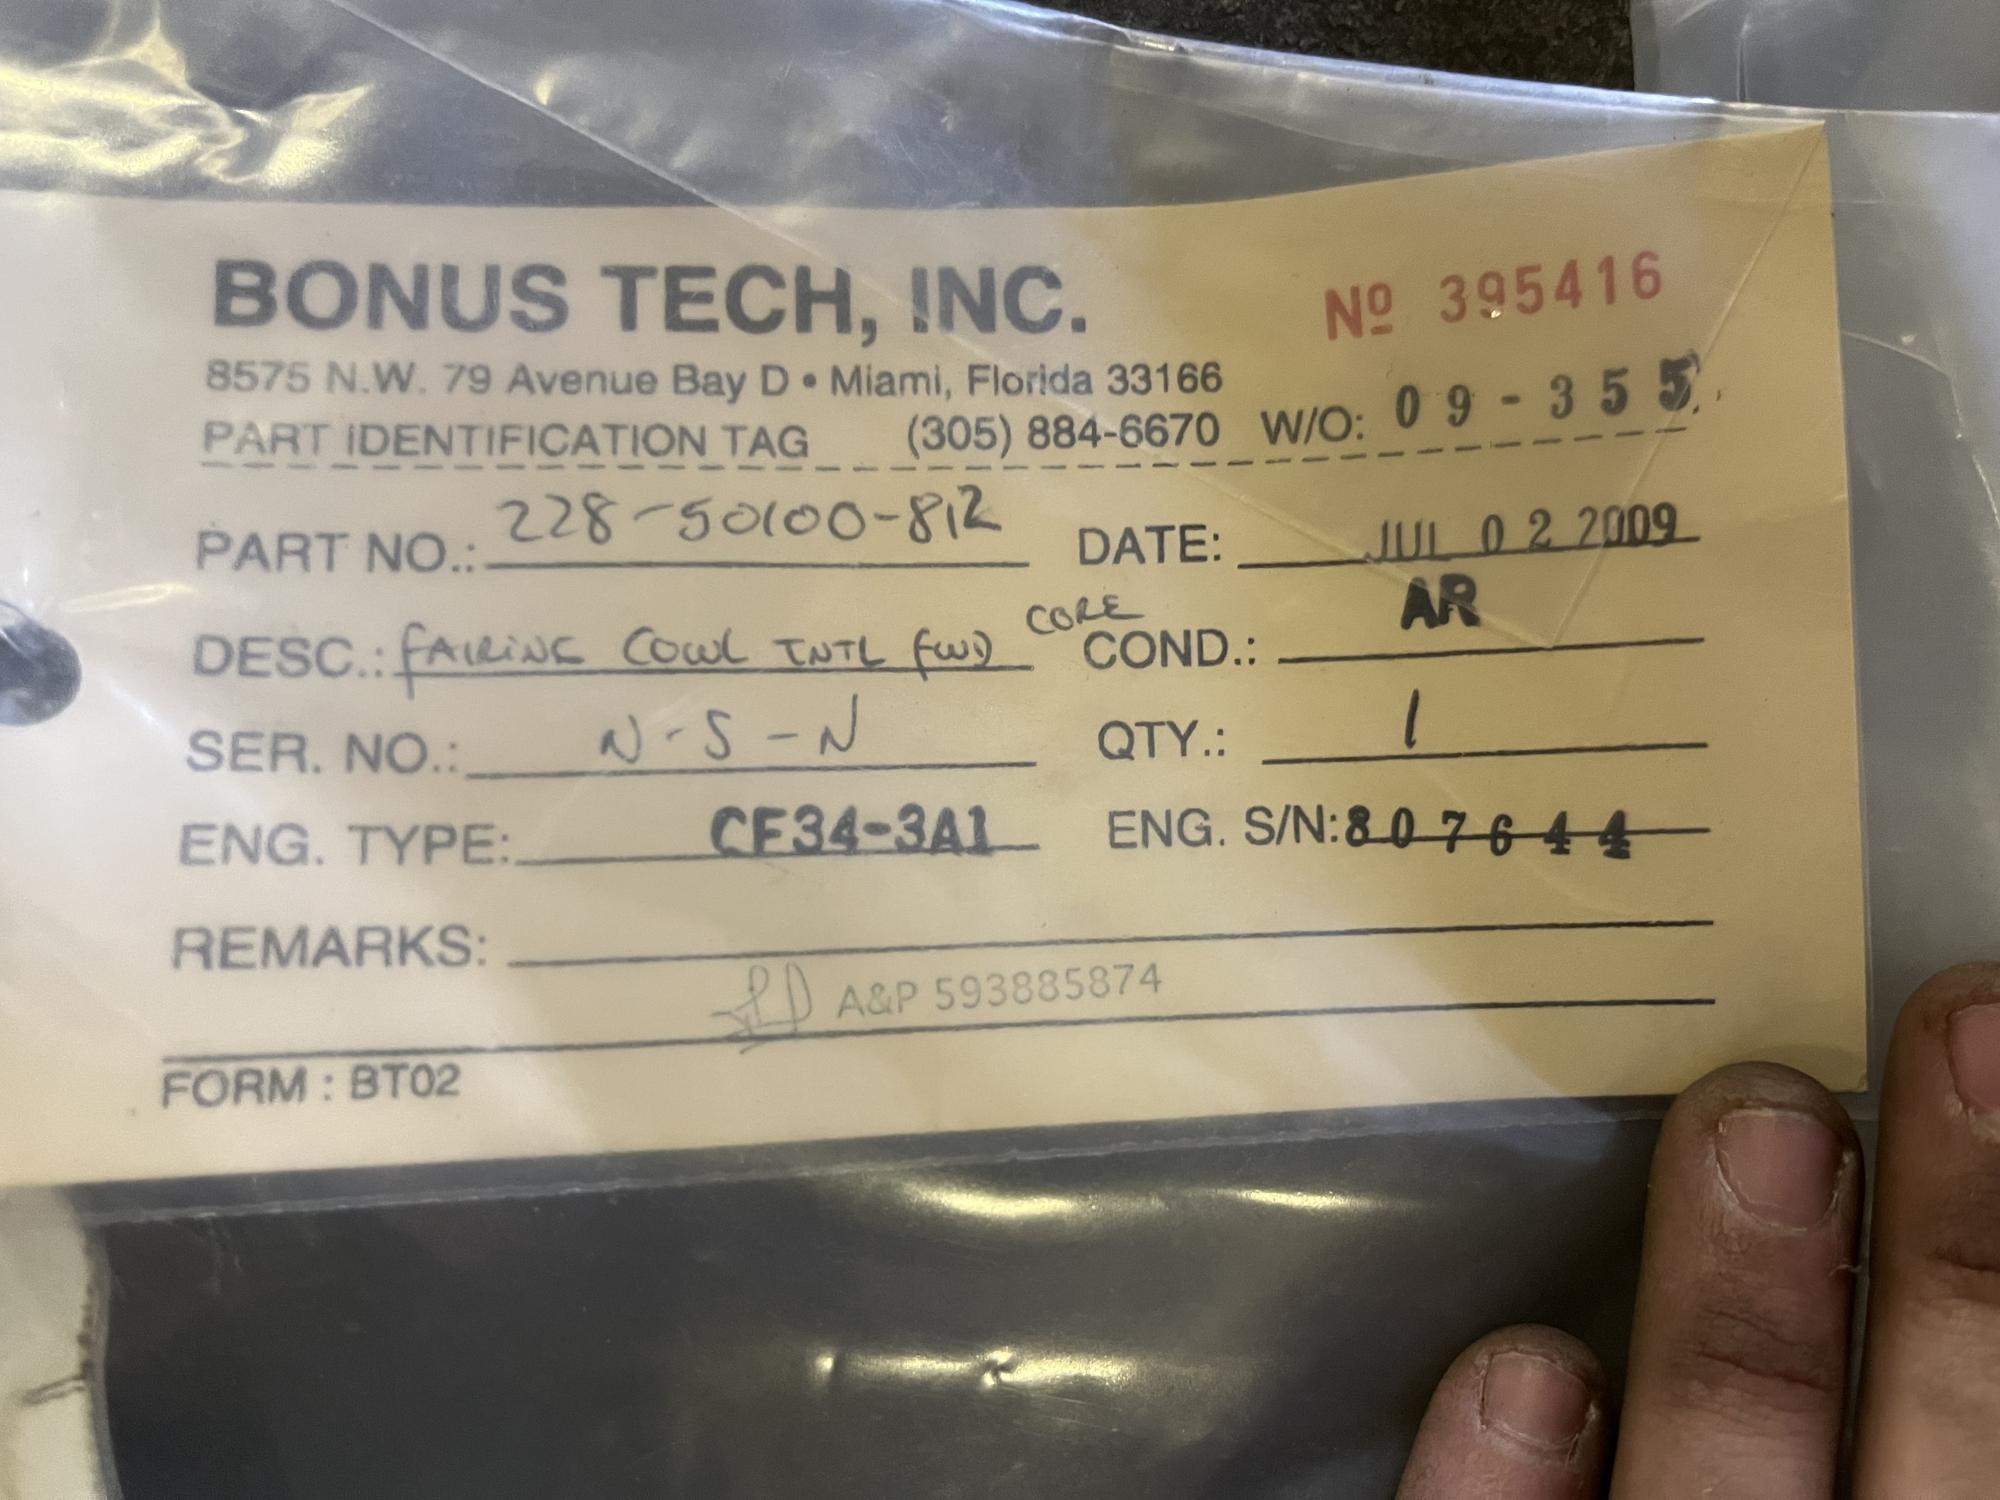 BONUS TECH, INC.
Nº 395416
8575 N.W. 79 Avenue Bay D • Miami, Florida 33166
PART IDENTIFICATION TAG (305) 884-6670 W/O: 09-355
PART NO.: 228-50100-812 DATE: JUL 02 2009
DESC.: FAIRING COWL INTL FWD CORE COND.: AR
SER. NO.: N-S-N QTY.: 1
ENG. TYPE: CF34-3A1 ENG. S/N: 807644
REMARKS:
A&P 593885874
FORM : BT02